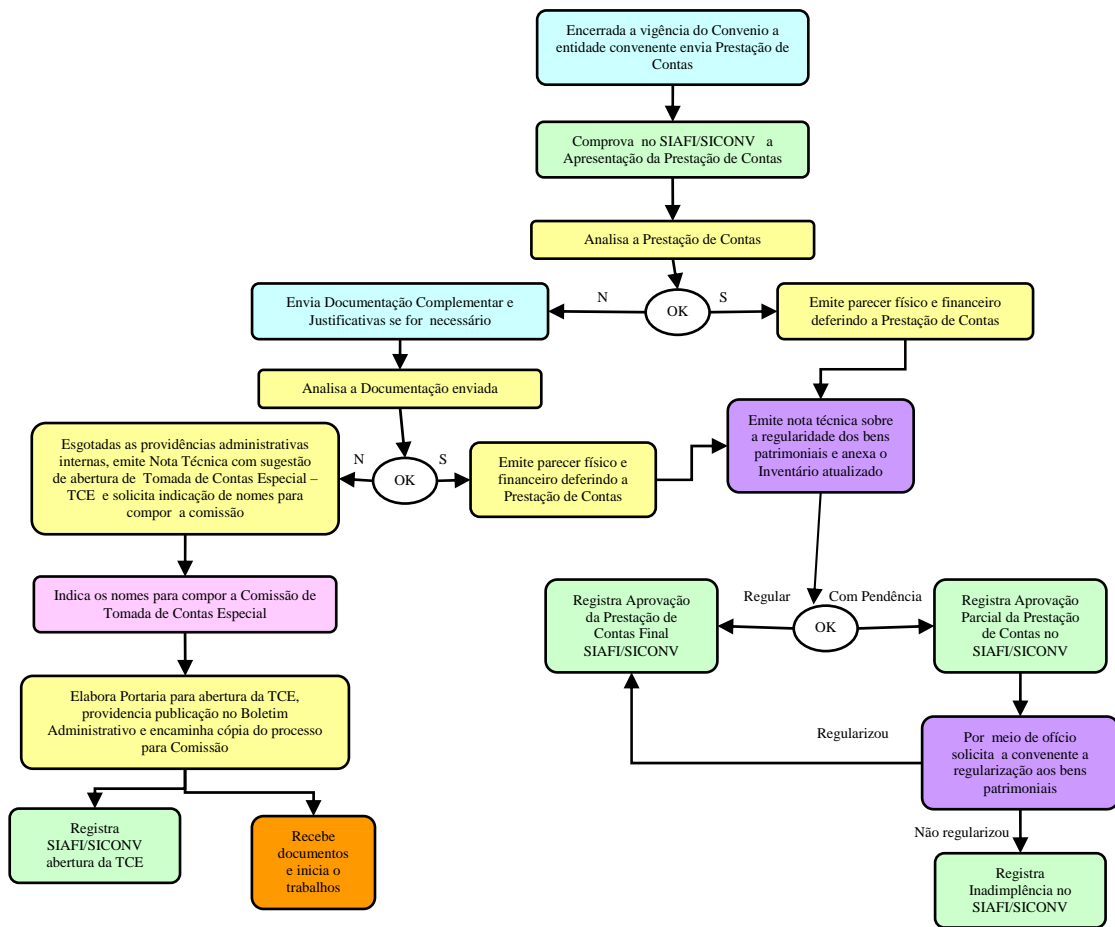 Encerrada a vigência do Convenio a
entidade convenente envia Prestação de
Contas
Comprova no SIAFI/SICONV a
Apresentação da Prestação de Contas
Analisa a Prestação de Contas
Envia Documentação Complementar e
Justificativas se for necessário
N
OK
S
Emite parecer físico e financeiro
deferindo a Prestação de Contas
Analisa a Documentação enviada
Emite nota técnica sobre
a regularidade dos bens
patrimoniais e anexa o
Inventário atualizado
Esgotadas as providências administrativas
internas, emite Nota Técnica com sugestão
de abertura de Tomada de Contas Especial –
TCE e solicita indicação de nomes para
compor a comissão
N
OK
S
Emite parecer físico e
financeiro deferindo a
Prestação de Contas
Indica os nomes para compor a Comissão de
Tomada de Contas Especial
Registra Aprovação
da Prestação de
Contas Final
SIAFI/SICONV
Regular
OK
Com Pendência
Registra Aprovação
Parcial da Prestação
de Contas no
SIAFI/SICONV
Elabora Portaria para abertura da TCE,
providencia publicação no Boletim
Administrativo e encaminha cópia do processo
para Comissão
Regularizou
Por meio de ofício
solicita a convenente a
regularização aos bens
patrimoniais
Registra
SIAFI/SICONV
abertura da TCE
Recebe
documentos
e inicia o
trabalhos
Não regularizou
Registra
Inadimplência no
SIAFI/SICONV